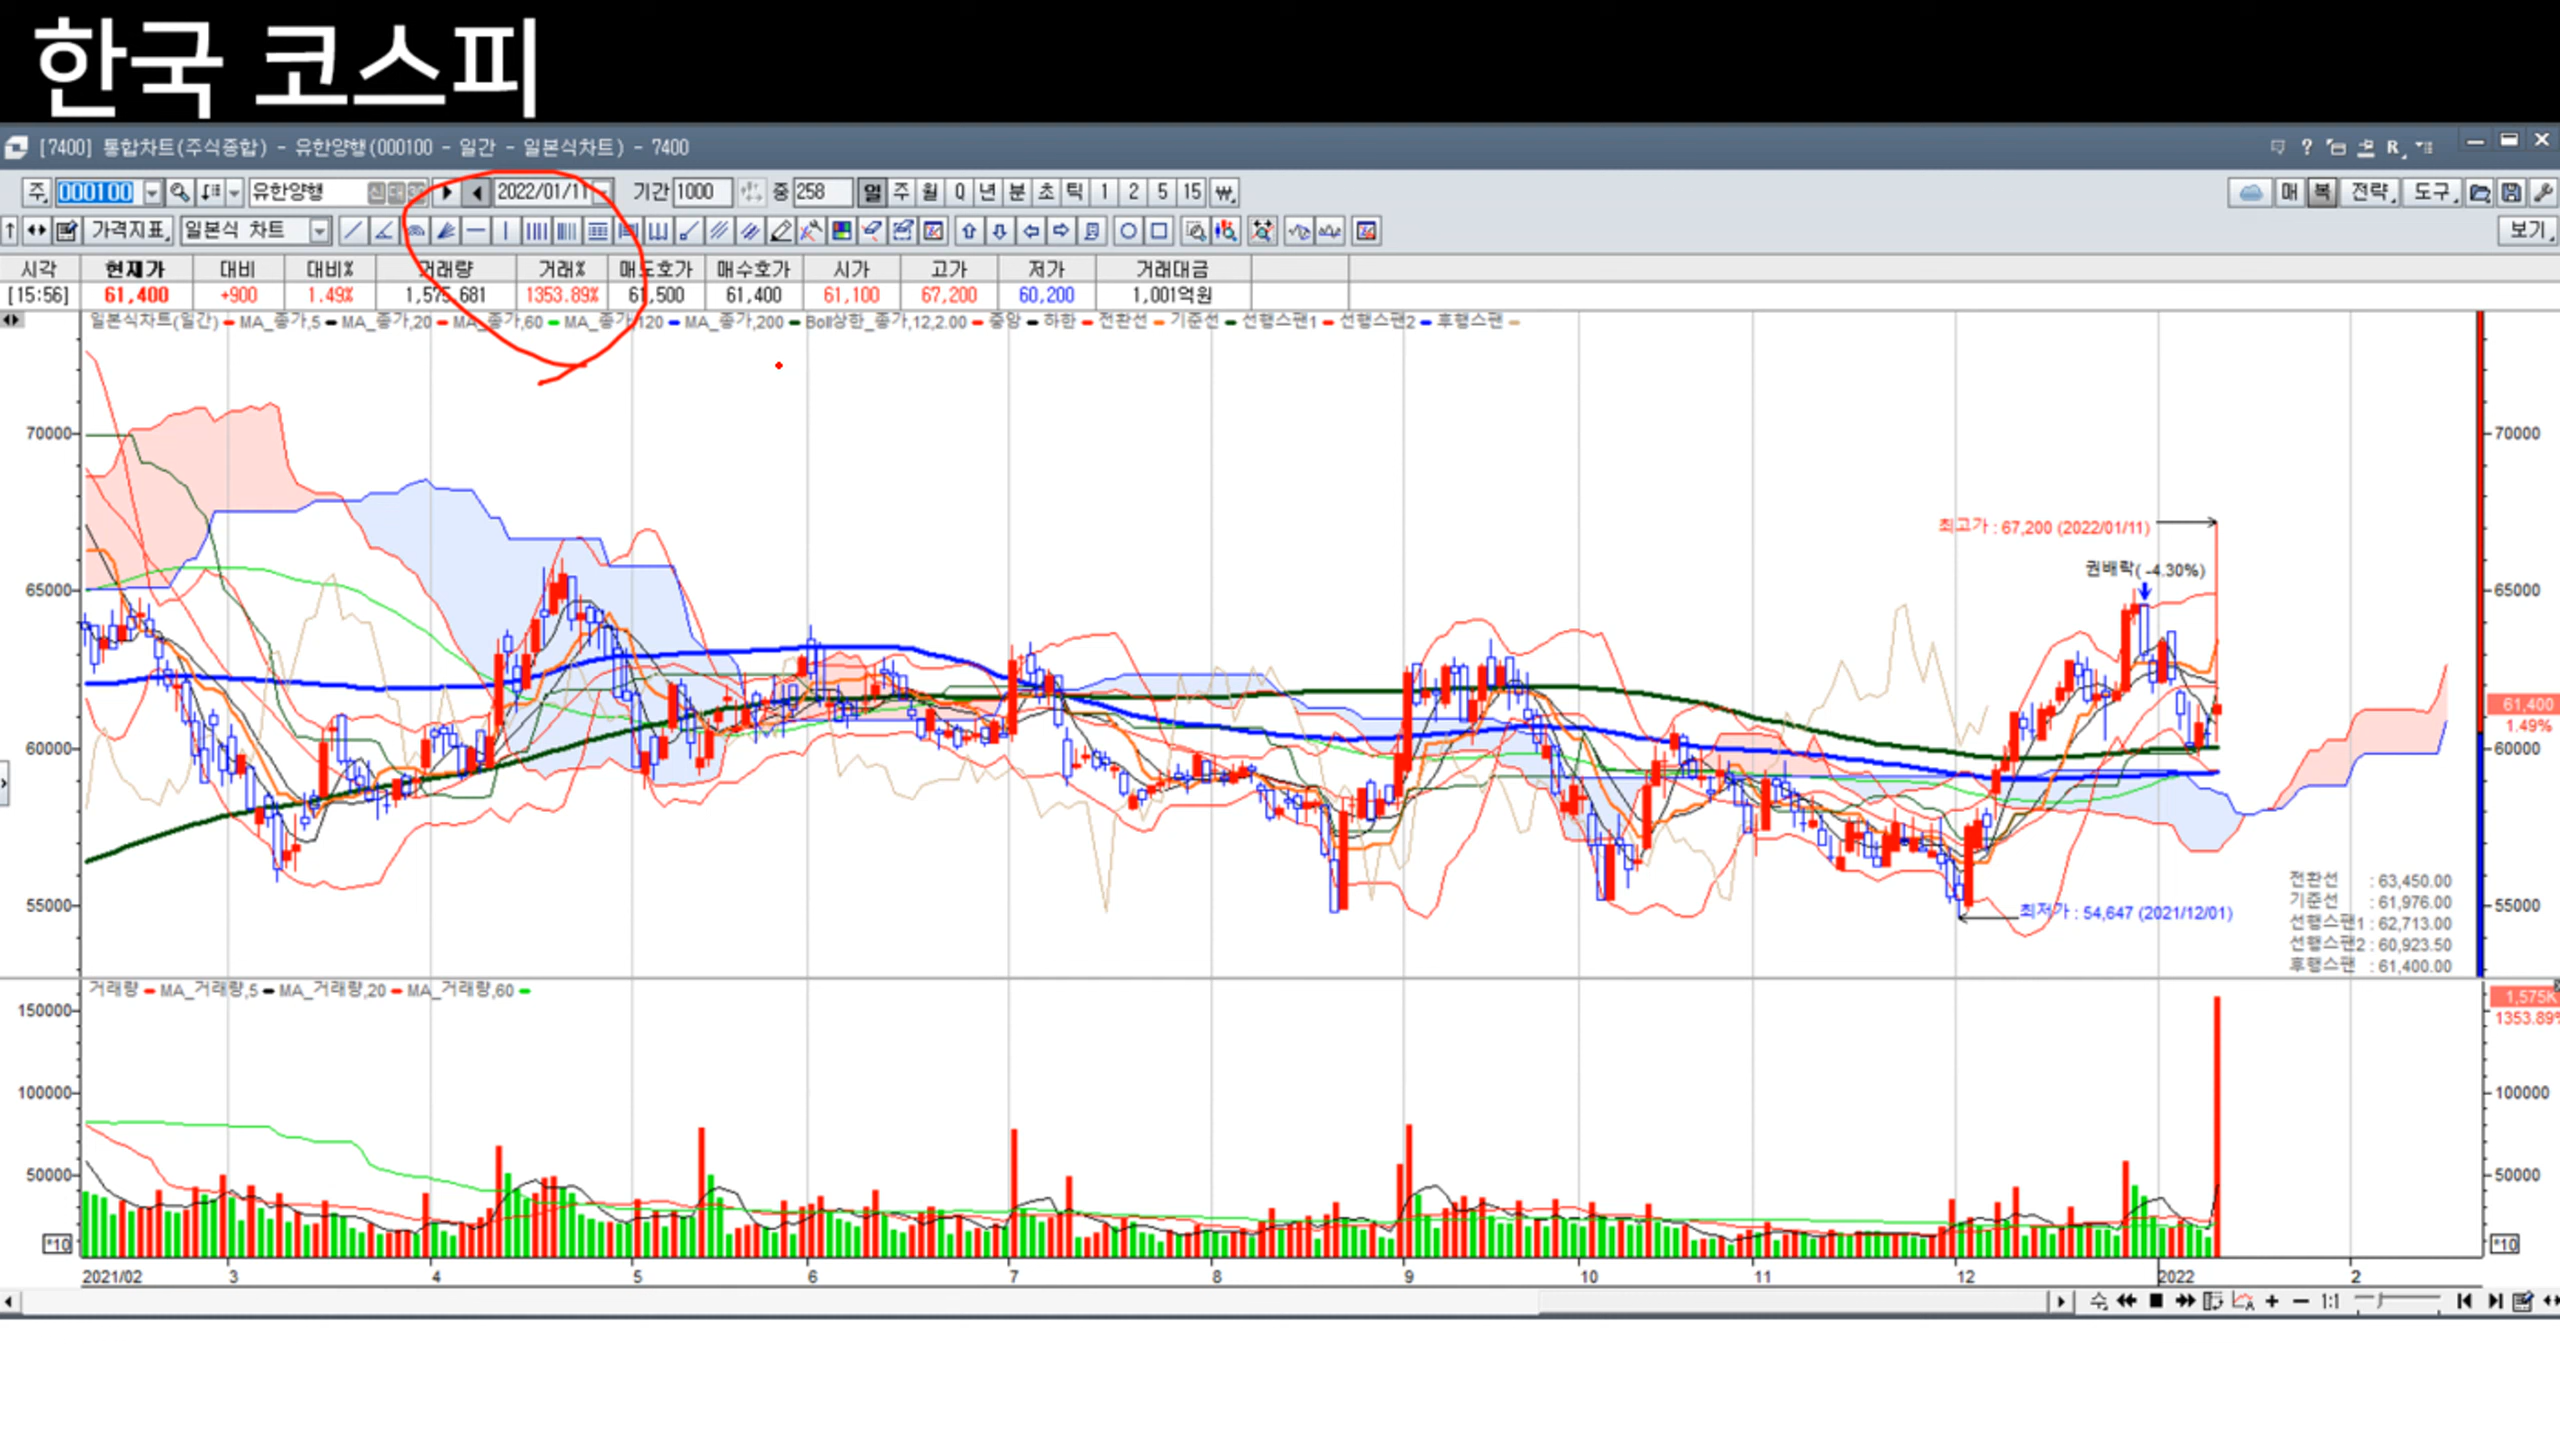 한국 코스피
[7400] 통합차트(주식종합) - 유한양행(000100 - 일간 - 일본식차트) - 7400
? R
주 000100 유한양행 2022/01/11 기간 1000 중 258 일 주 월 Q 년 분 초 틱 1 2 5 15 ₩ 매 복 전략 도구
가격지표 일본식 차트 보기
시각 현재가 대비 대비% 거래량 거래% 매도호가 매수호가 시가 고가 저가 거래대금
[15:56] 61,400 +900 1.49% 1,575,681 1353.89% 61,500 61,400 61,100 67,200 60,200 1,001억원
일본식차트(일간) MA_종가,5 MA_종가,20 MA_종가,60 MA_종가,120 MA_종가,200 Boll상한_종가,12,2.00 중앙 하한 전환선 기준선 선행스팬1 선행스팬2 후행스팬
70000 70000
최고가 : 67,200 (2022/01/11)
권배락( -4.30%)
65000 65000
61,400
1.49%
60000 60000
전환선 : 63,450.00
기준선 : 61,976.00
55000 최저가 : 54,647 (2021/12/01) 55000
선행스팬1 : 62,713.00
선행스팬2 : 60,923.50
후행스팬 : 61,400.00
거래량 MA_거래량,5 MA_거래량,20 MA_거래량,60
1,575K
150000 1353.89%
100000 100000
50000 50000
*10 *10
2021/02 3 4 5 6 7 8 9 10 11 12 2022 2
수 1:1